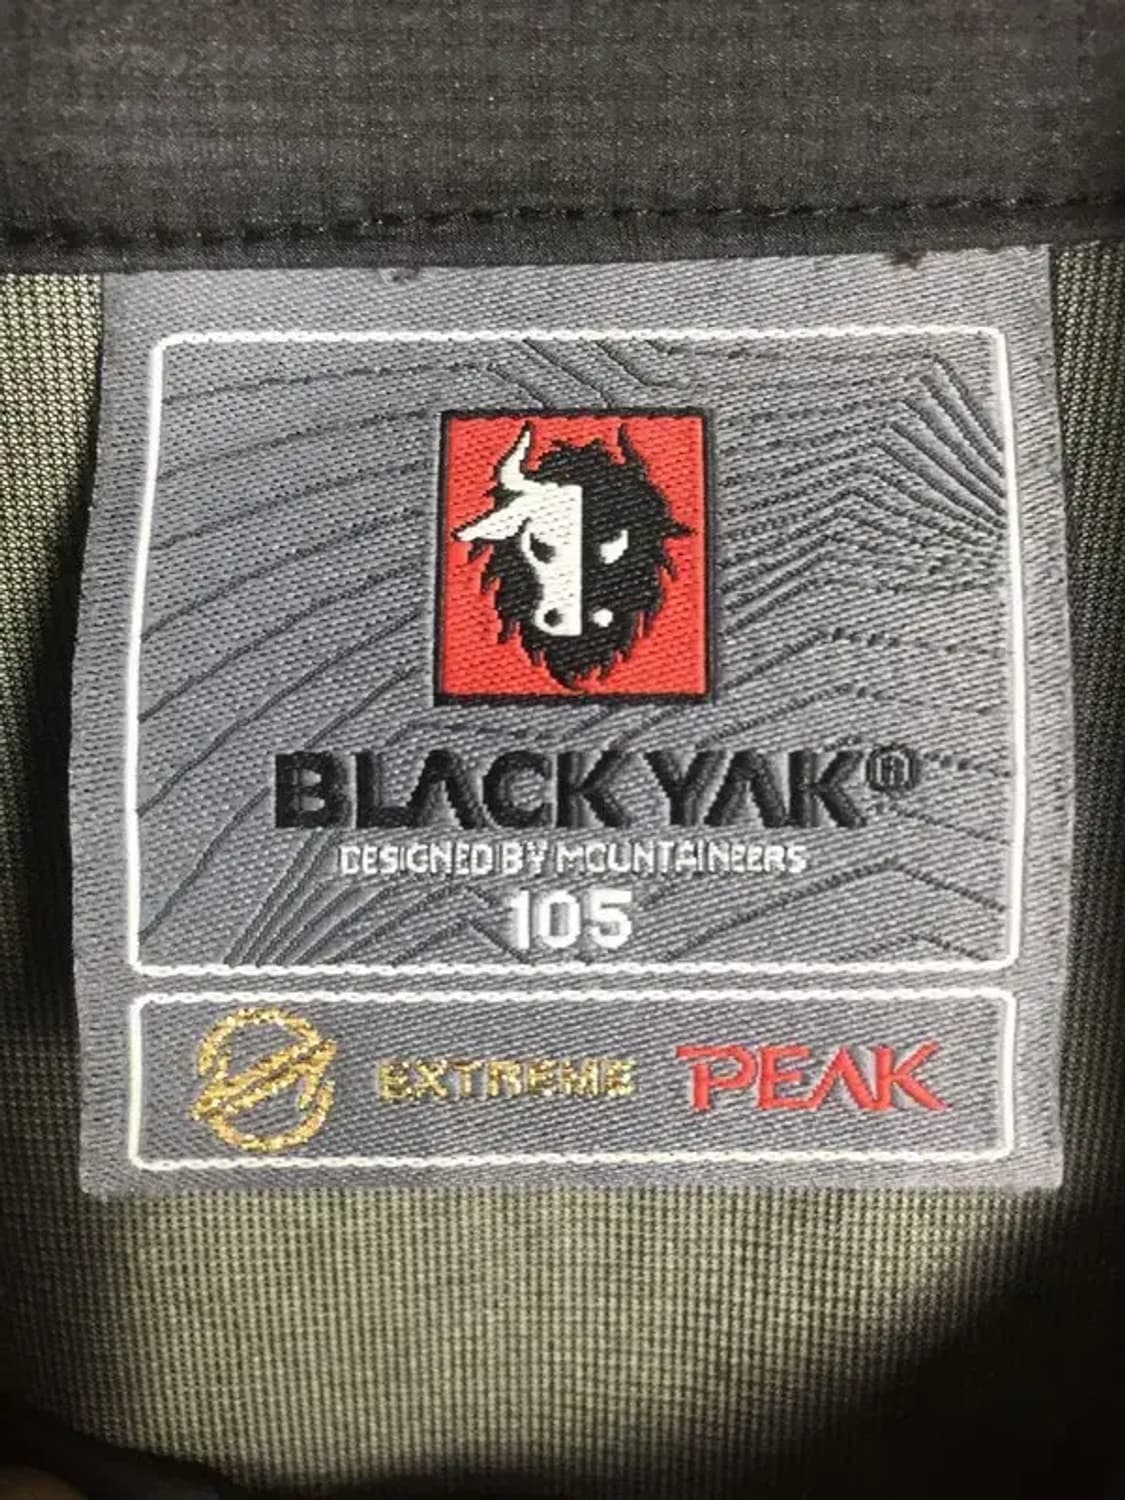 BLACKYAK®
DESIGNED BY MOUNTAINEERS
105
EXTREME PEAK